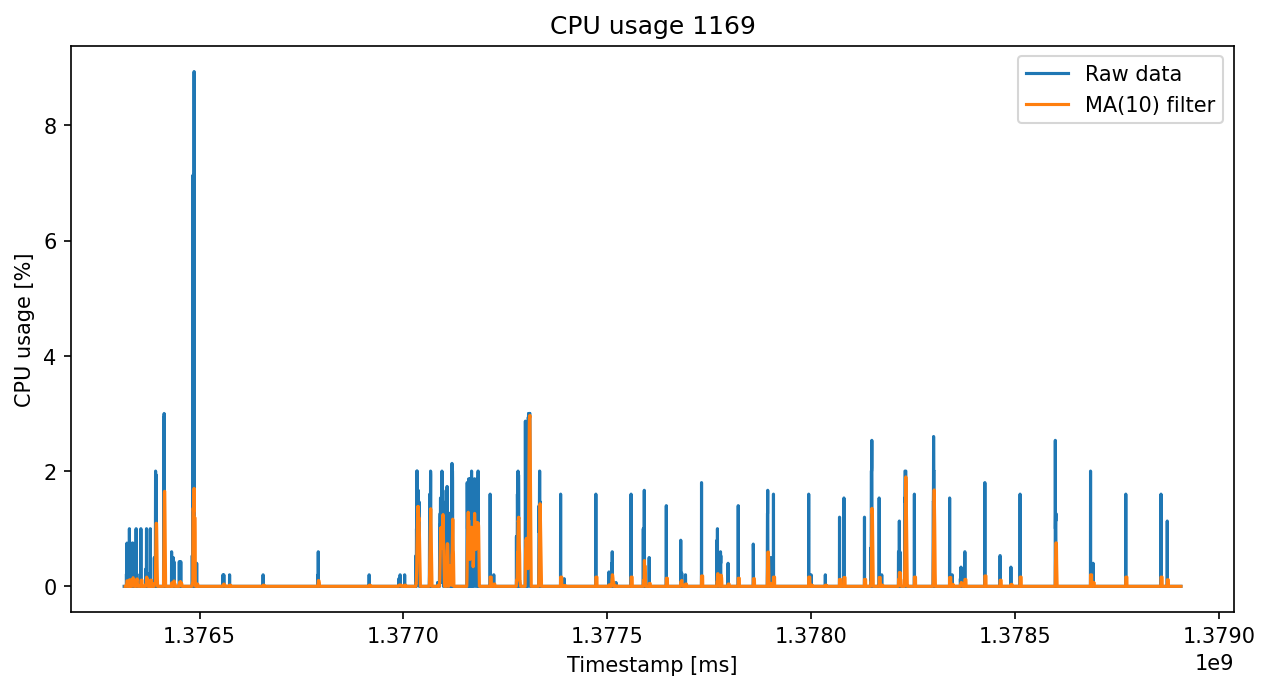 CPU usage 1169
Raw data
MA(10) filter
CPU usage [%]
8
6
4
2
0
1.3765
1.3770
1.3775
1.3780
1.3785
1.3790
Timestamp [ms]
1e9